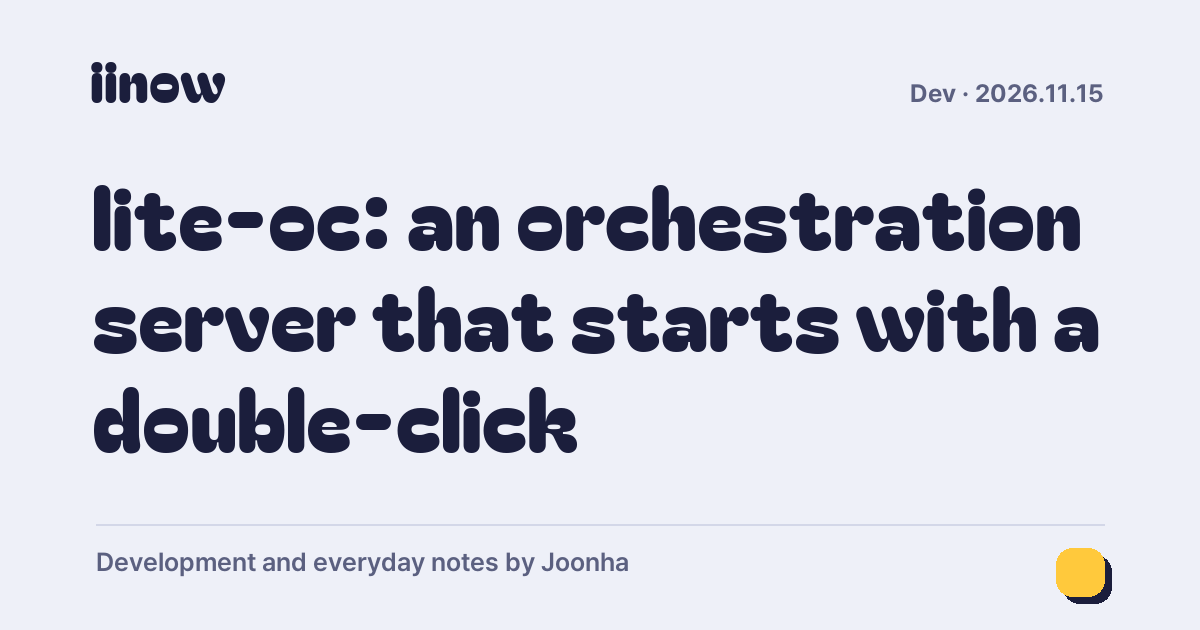 iinow
Dev · 2026.11.15
lite-oc: an orchestration
server that starts with a
double-click
Development and everyday notes by Joonha